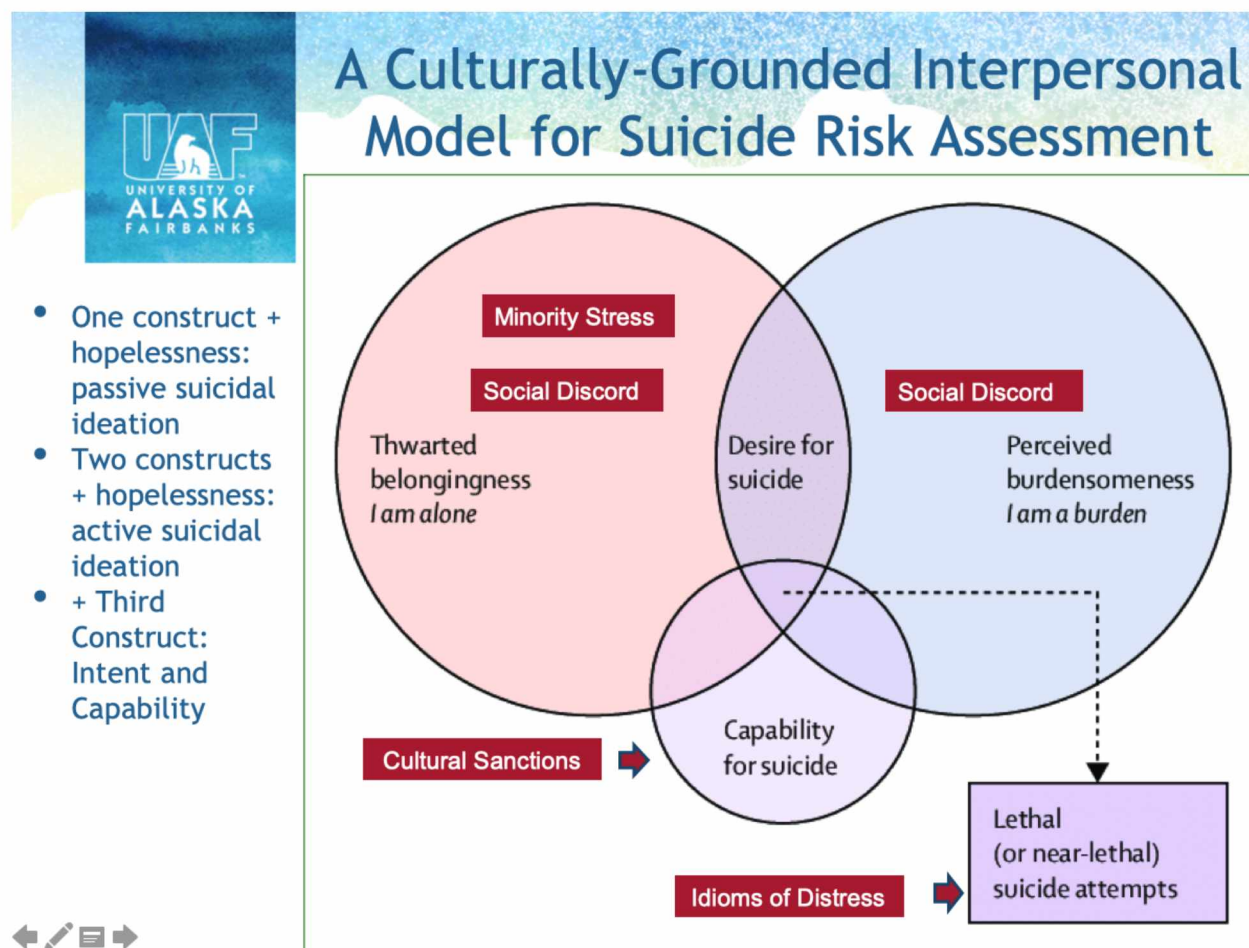 A Culturally-Grounded Interpersonal
Model for Suicide Risk Assessment
UAF
UNIVERSITY OF
ALASKA
FAIRBANKS
• One construct +
hopelessness:
passive suicidal
ideation
• Two constructs
+ hopelessness:
active suicidal
ideation
• + Third
Construct:
Intent and
Capability
Minority Stress
Social Discord
Thwarted
belongingness
I am alone
Desire for
suicide
Social Discord
Perceived
burdensomeness
I am a burden
Cultural Sanctions
Capability
for suicide
Idioms of Distress
Lethal
(or near-lethal)
suicide attempts